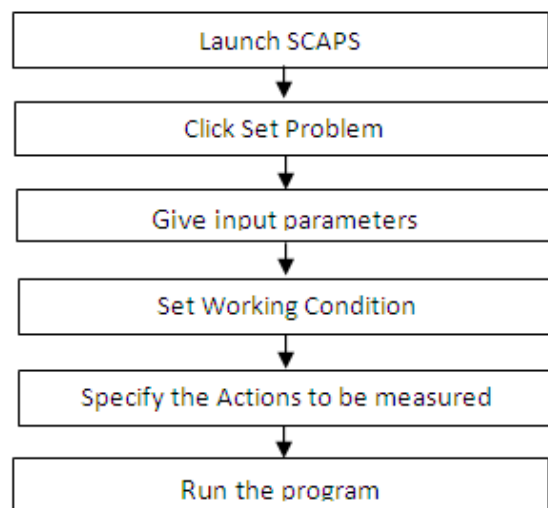 Launch SCAPS
Click Set Problem
Give input parameters
Set Working Condition
Specify the Actions to be measured
Run the program